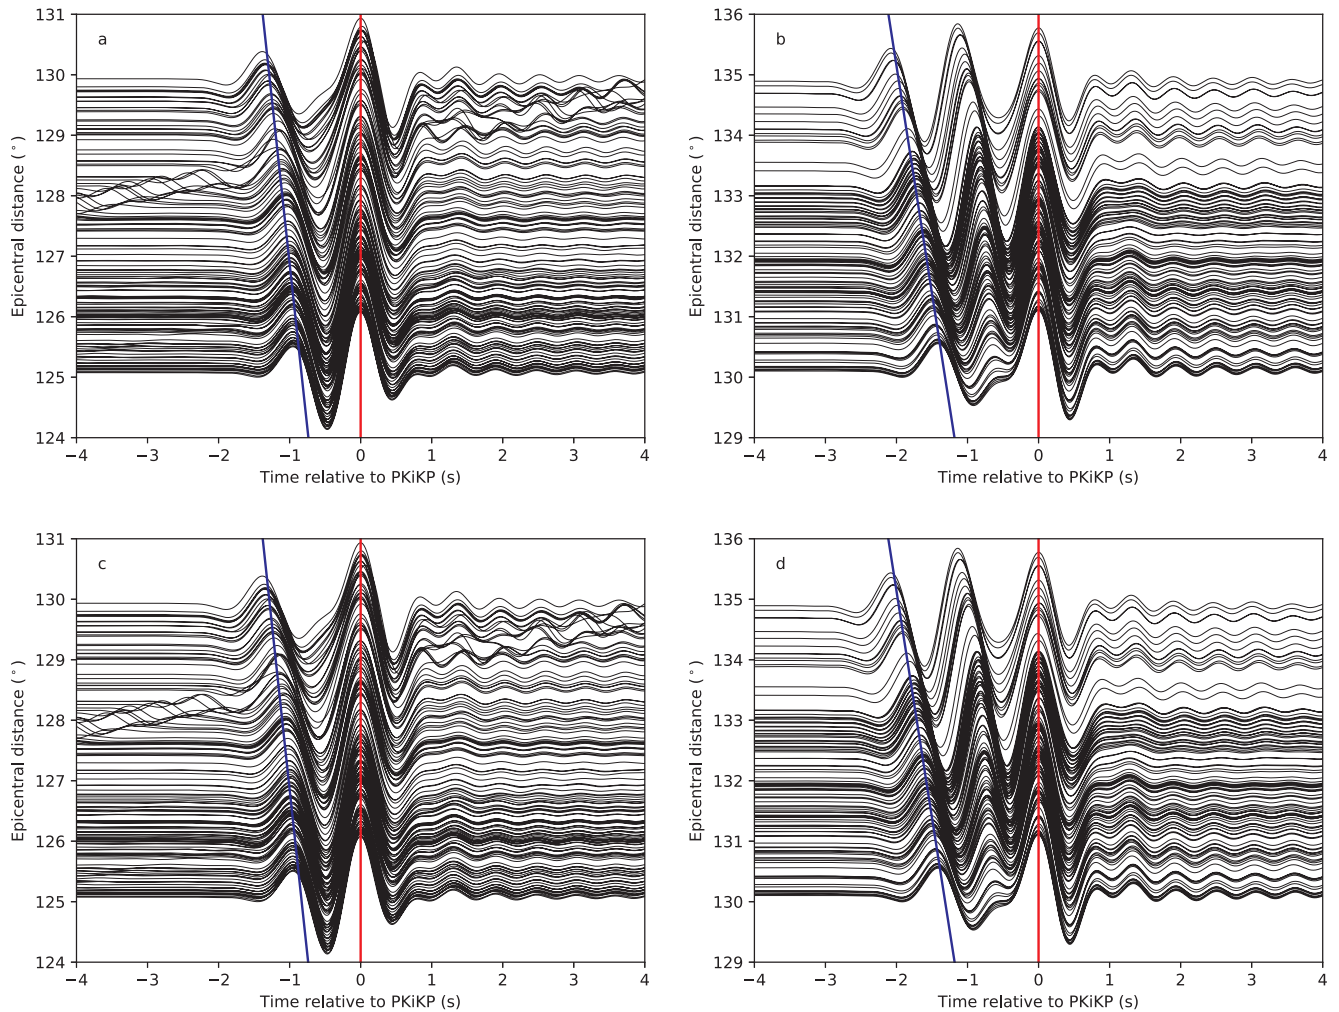 131
130
129
128
127
126
125
124
Epicentral distance (°)
a
−4 −3 −2 −1 0 1 2 3 4
Time relative to PKiKP (s)
136
135
134
133
132
131
130
129
Epicentral distance (°)
b
−4 −3 −2 −1 0 1 2 3 4
Time relative to PKiKP (s)
131
130
129
128
127
126
125
124
Epicentral distance (°)
c
−4 −3 −2 −1 0 1 2 3 4
Time relative to PKiKP (s)
136
135
134
133
132
131
130
129
Epicentral distance (°)
d
−4 −3 −2 −1 0 1 2 3 4
Time relative to PKiKP (s)